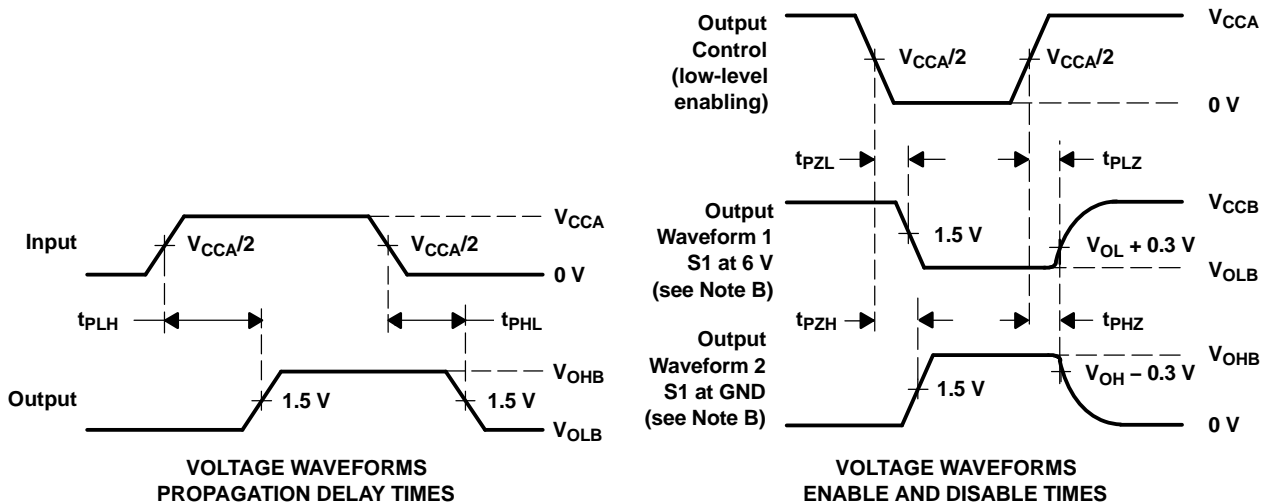 Input
V_CCA/2
V_CCA/2
V_CCA
0 V
t_PLH
t_PHL
Output
1.5 V
1.5 V
V_OHB
V_OLB
VOLTAGE WAVEFORMS
PROPAGATION DELAY TIMES
Output
Control
(low-level
enabling)
V_CCA/2
V_CCA/2
V_CCA
0 V
t_PZL
t_PLZ
Output
Waveform 1
S1 at 6 V
(see Note B)
1.5 V
V_OL + 0.3 V
V_CCB
V_OLB
t_PZH
t_PHZ
Output
Waveform 2
S1 at GND
(see Note B)
1.5 V
V_OH − 0.3 V
V_OHB
0 V
VOLTAGE WAVEFORMS
ENABLE AND DISABLE TIMES